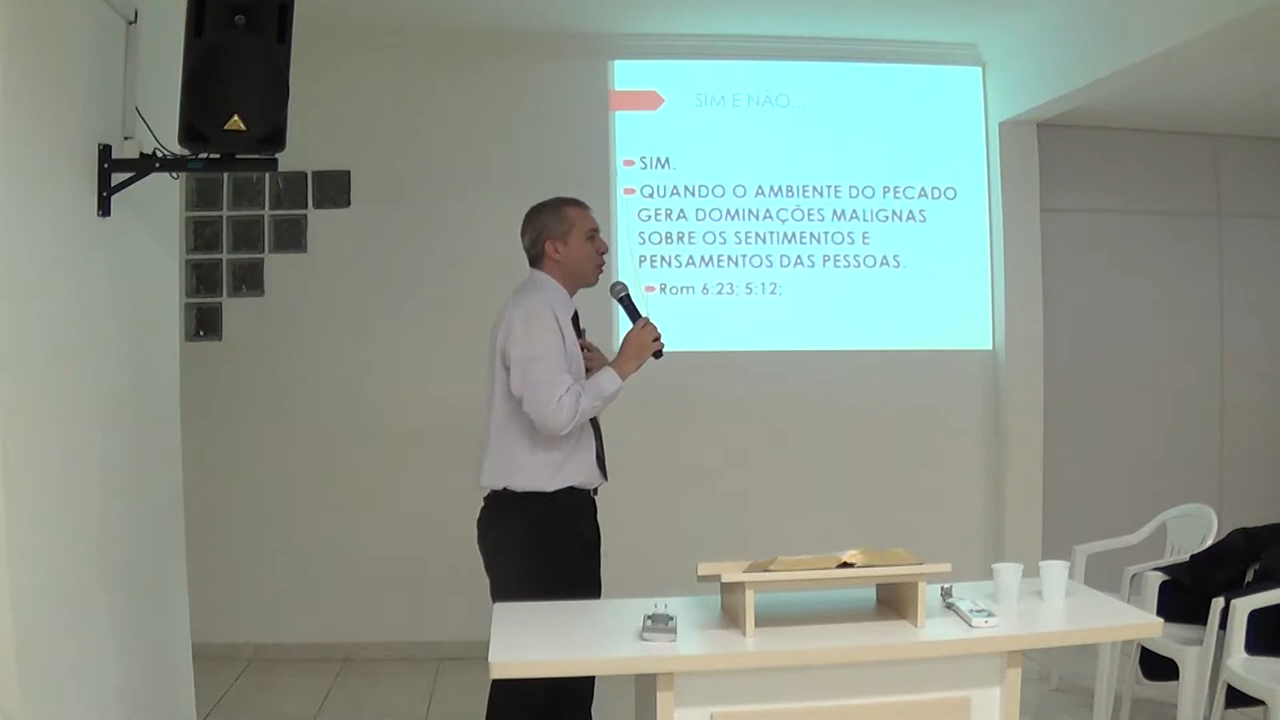 SIM E NÃO...
SIM.
QUANDO O AMBIENTE DO PECADO
GERA DOMINAÇÕES MALIGNAS
SOBRE OS SENTIMENTOS E
PENSAMENTOS DAS PESSOAS.
Rom 6:23; 5:12;